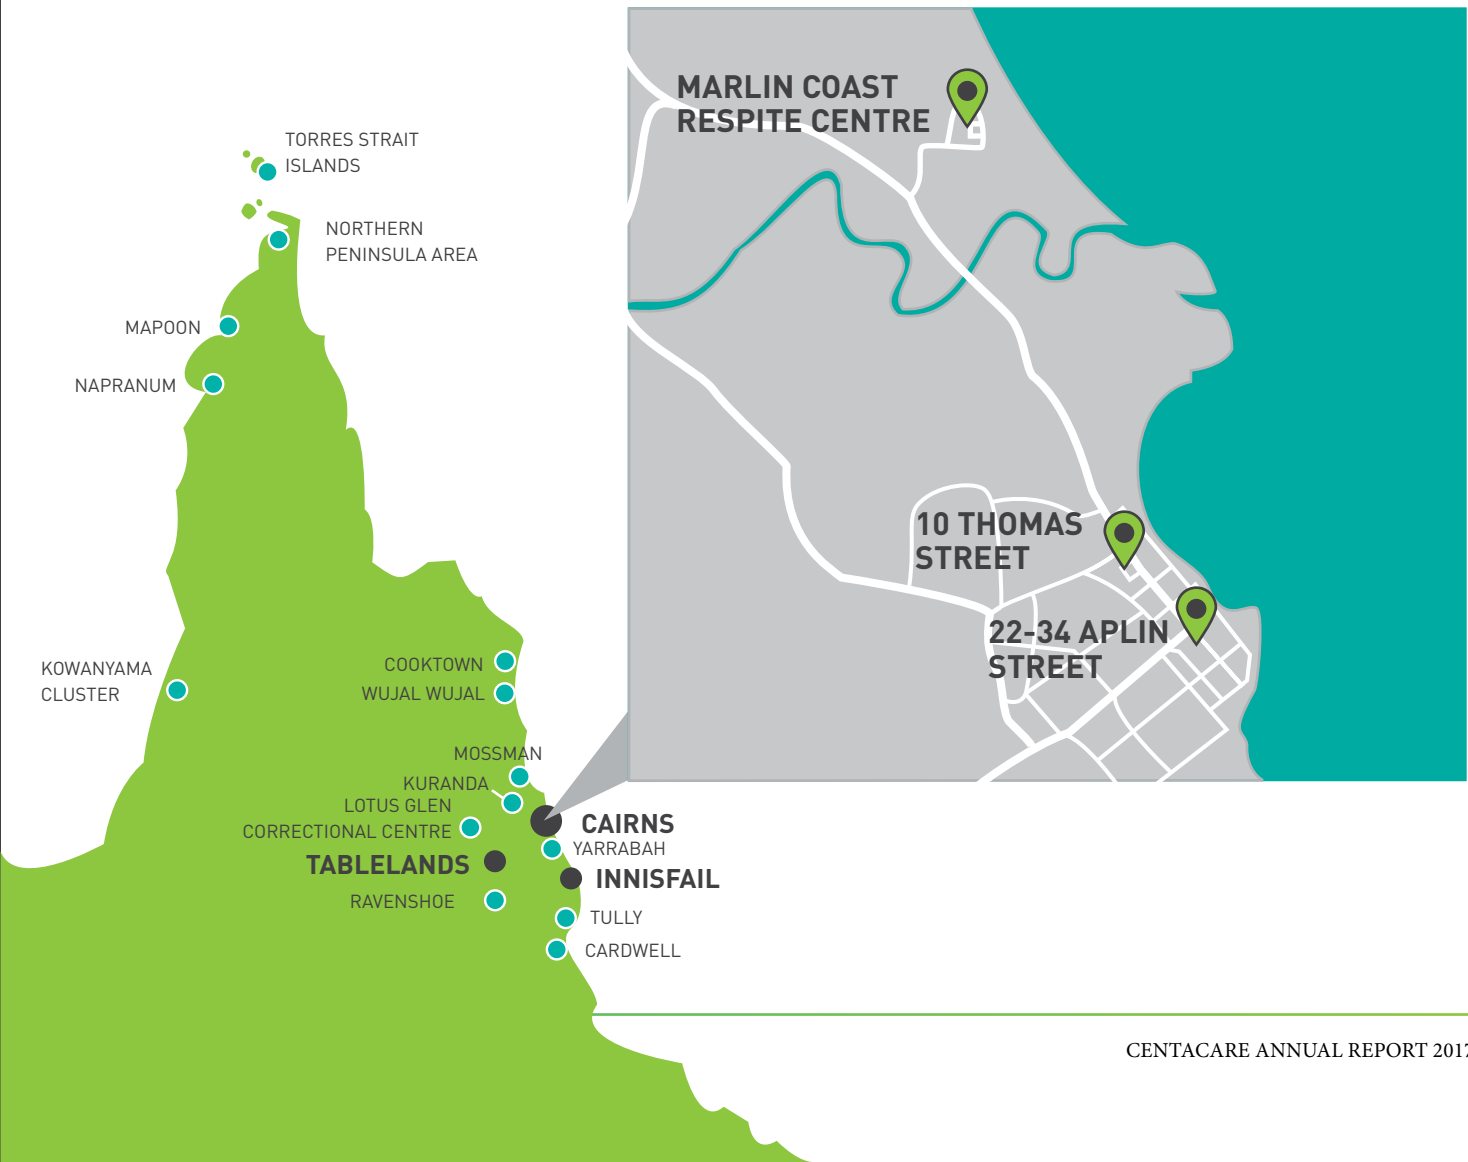 MARLIN COAST
RESPITE CENTRE
TORRES STRAIT
ISLANDS
NORTHERN
PENINSULA AREA
MAPOON
NAPRANUM
10 THOMAS
STREET
22-34 APLIN
STREET
KOWANYAMA
CLUSTER
COOKTOWN
WUJAL WUJAL
MOSSMAN
KURANDA
LOTUS GLEN
CORRECTIONAL CENTRE
CAIRNS
YARRABAH
TABLELANDS
INNISFAIL
RAVENSHOE
TULLY
CARDWELL
CENTACARE ANNUAL REPORT 2017